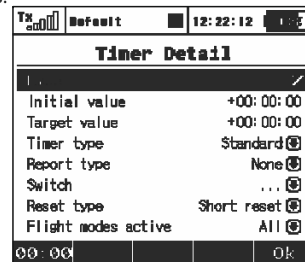 Tx Default 12:22:12
Timer Detail
Initial value +00:00:00
Target value +00:00:00
Timer type Standard
Report type None
Switch ...
Reset type Short reset
Flight modes active All
00:00 Ok